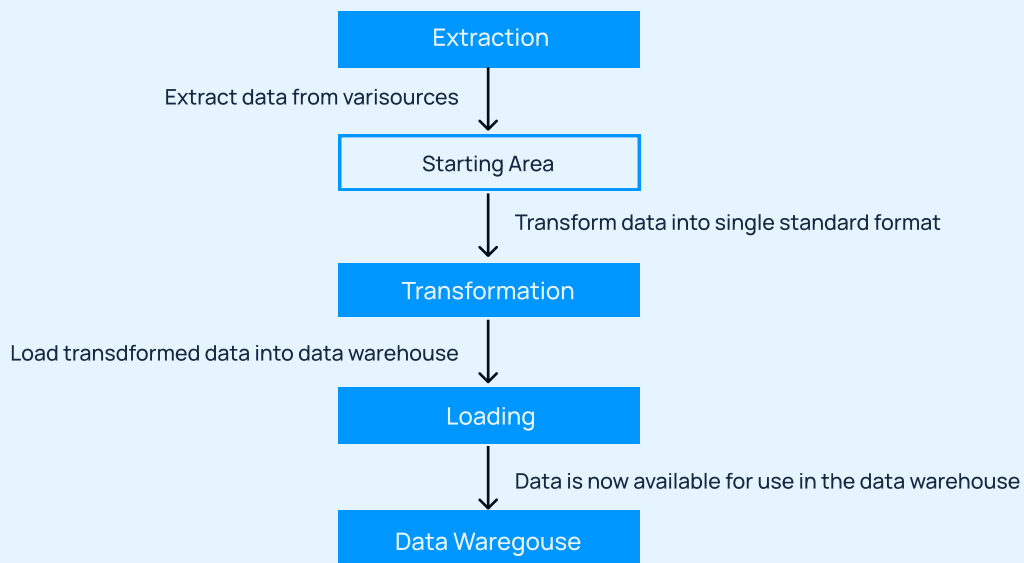 Extraction
Extract data from varisources
Starting Area
Transform data into single standard format
Transformation
Load transdformed data into data warehouse
Loading
Data is now available for use in the data warehouse
Data Waregouse